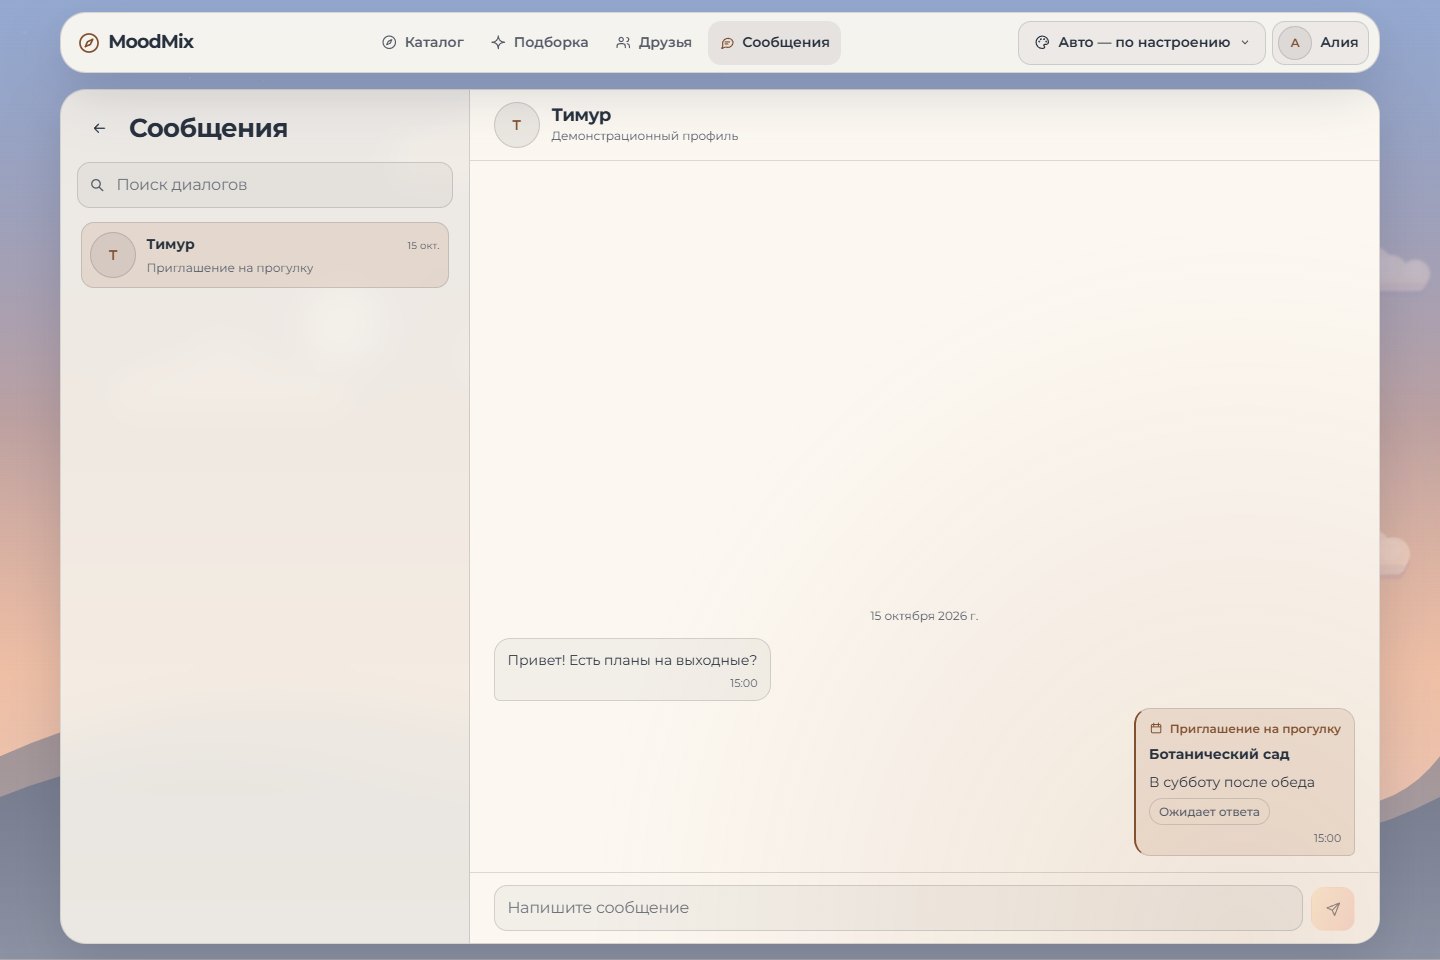 MoodMix
Каталог
Подборка
Друзья
Сообщения
Авто — по настроению
А
Алия
Сообщения
Поиск диалогов
Т
Тимур
15 окт.
Приглашение на прогулку
Т
Тимур
Демонстрационный профиль
15 октября 2026 г.
Привет! Есть планы на выходные?
15:00
Приглашение на прогулку
Ботанический сад
В субботу после обеда
Ожидает ответа
15:00
Напишите сообщение